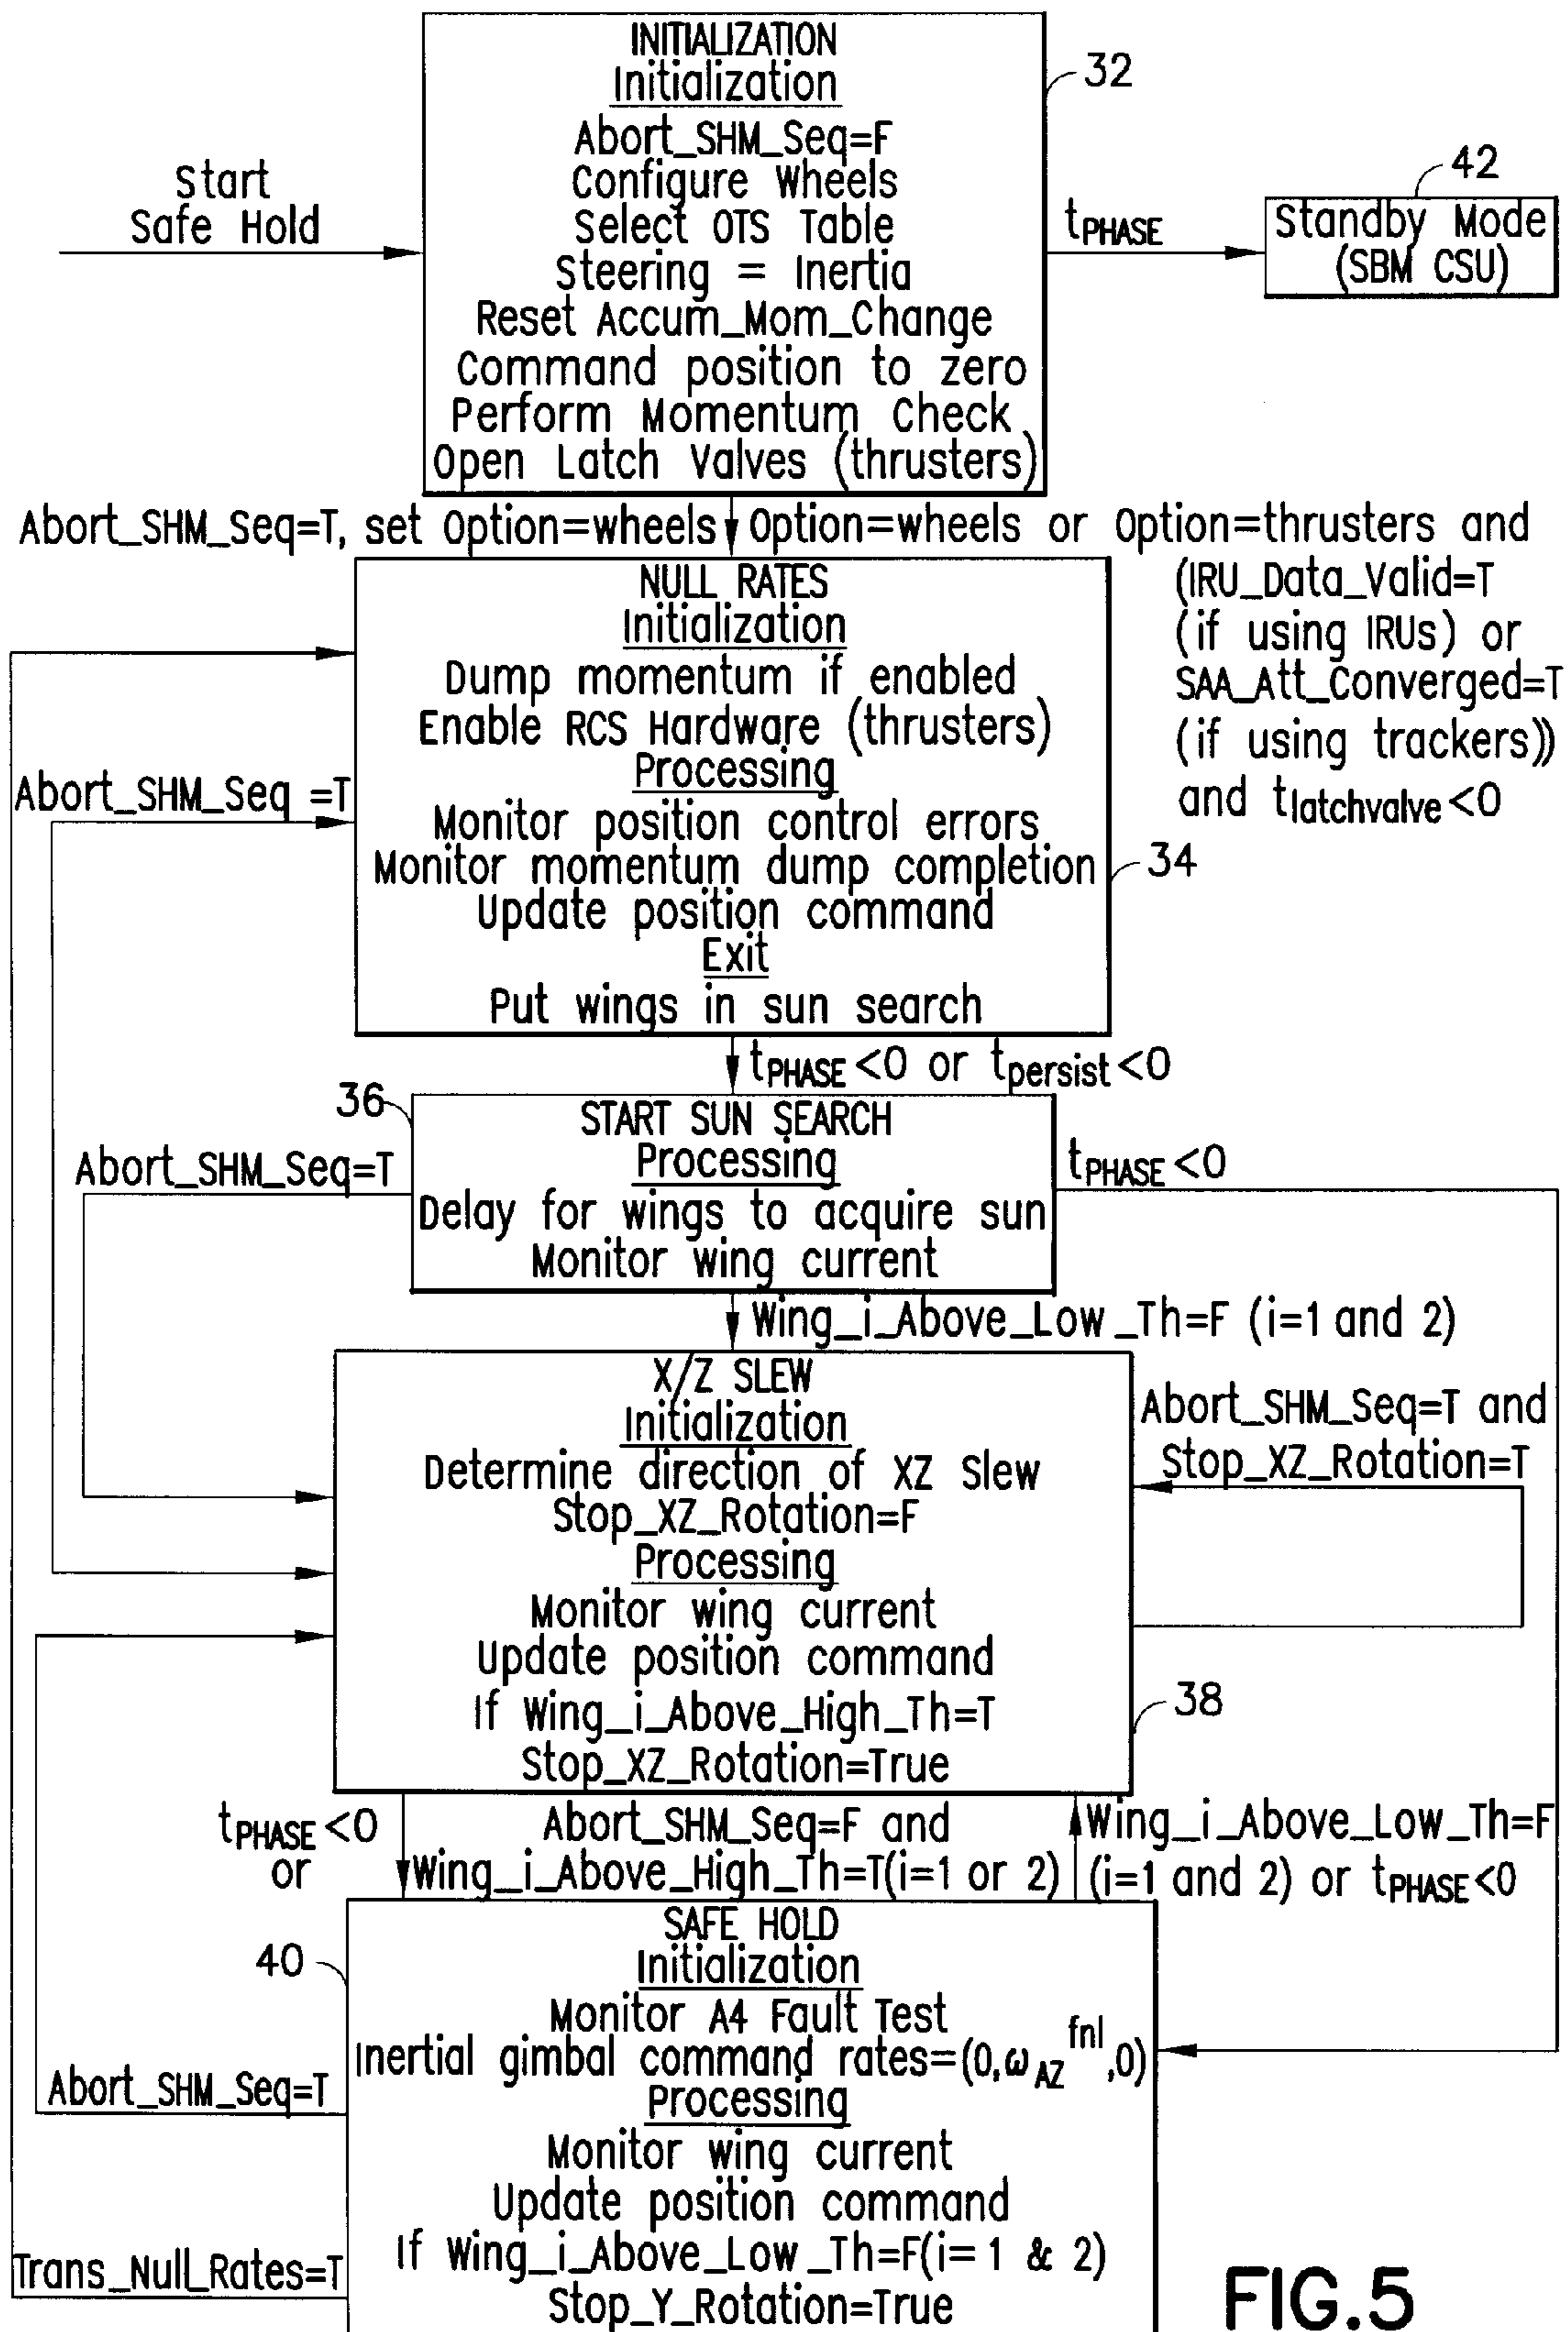 INITIALIZATION
Initialization
Abort_SHM_Seq=F
Configure Wheels
Select OTS Table
Steering = Inertia
Reset Accum_Mom_Change
Command position to zero
Perform Momentum Check
Open Latch Valves (thrusters)
32
Start
Safe Hold
tPHASE
42
Standby Mode
(SBM CSU)
Abort_SHM_Seq=T, set Option=wheels
Option=wheels or Option=thrusters and
(IRU_Data_Valid=T
(if using IRUs) or
SAA_Att_Converged=T
(if using trackers))
and tlatchvalve<0
NULL RATES
Initialization
Dump momentum if enabled
Enable RCS Hardware (thrusters)
Processing
Monitor position control errors
Monitor momentum dump completion
Update position command
Exit
Put wings in sun search
34
Abort_SHM_Seq =T
tPHASE<0 or tpersist<0
36
START SUN SEARCH
Processing
Delay for wings to acquire sun
Monitor wing current
Abort_SHM_Seq=T
tPHASE<0
Wing_i_Above_Low_Th=F (i=1 and 2)
X/Z SLEW
Initialization
Determine direction of XZ Slew
Stop_XZ_Rotation=F
Processing
Monitor wing current
Update position command
If Wing_i_Above_High_Th=T
Stop_XZ_Rotation=True
Abort_SHM_Seq=T and
Stop_XZ_Rotation=T
38
tPHASE<0
or
Abort_SHM_Seq=F and
Wing_i_Above_High_Th=T(i=1 or 2)
Wing_i_Above_Low_Th=F
(i=1 and 2) or tPHASE<0
40
SAFE HOLD
Initialization
Monitor A4 Fault Test
Inertial gimbal command rates=(0,ωAZ fnl,0)
Processing
Monitor wing current
Update position command
If Wing_i_Above_Low_Th=F(i= 1 & 2)
Stop_Y_Rotation=True
Abort_SHM_Seq=T
Trans_Null_Rates=T
FIG.5